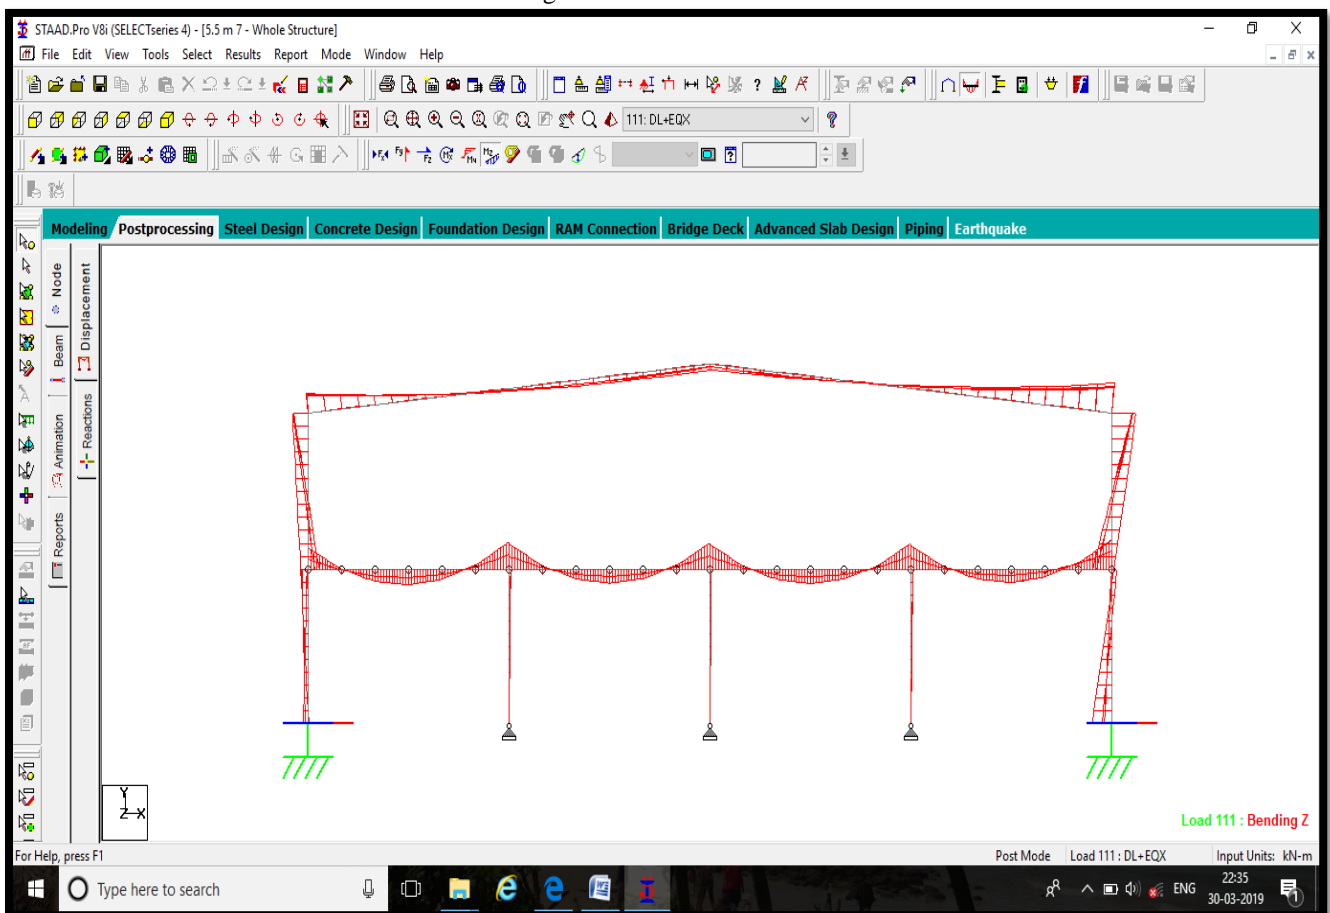 STAAD.Pro V8i (SELECTseries 4) - [5.5 m 7 - Whole Structure]
File Edit View Tools Select Results Report Mode Window Help
111: DL+EQX
Modeling Postprocessing Steel Design Concrete Design Foundation Design RAM Connection Bridge Deck Advanced Slab Design Piping Earthquake
Node
Beam
Animation
Reports
Displacement
Reactions
Y
Z X
Load 111 : Bending Z
For Help, press F1
Post Mode Load 111 : DL+EQX Input Units: kN-m
Type here to search
ENG
22:35
30-03-2019
1